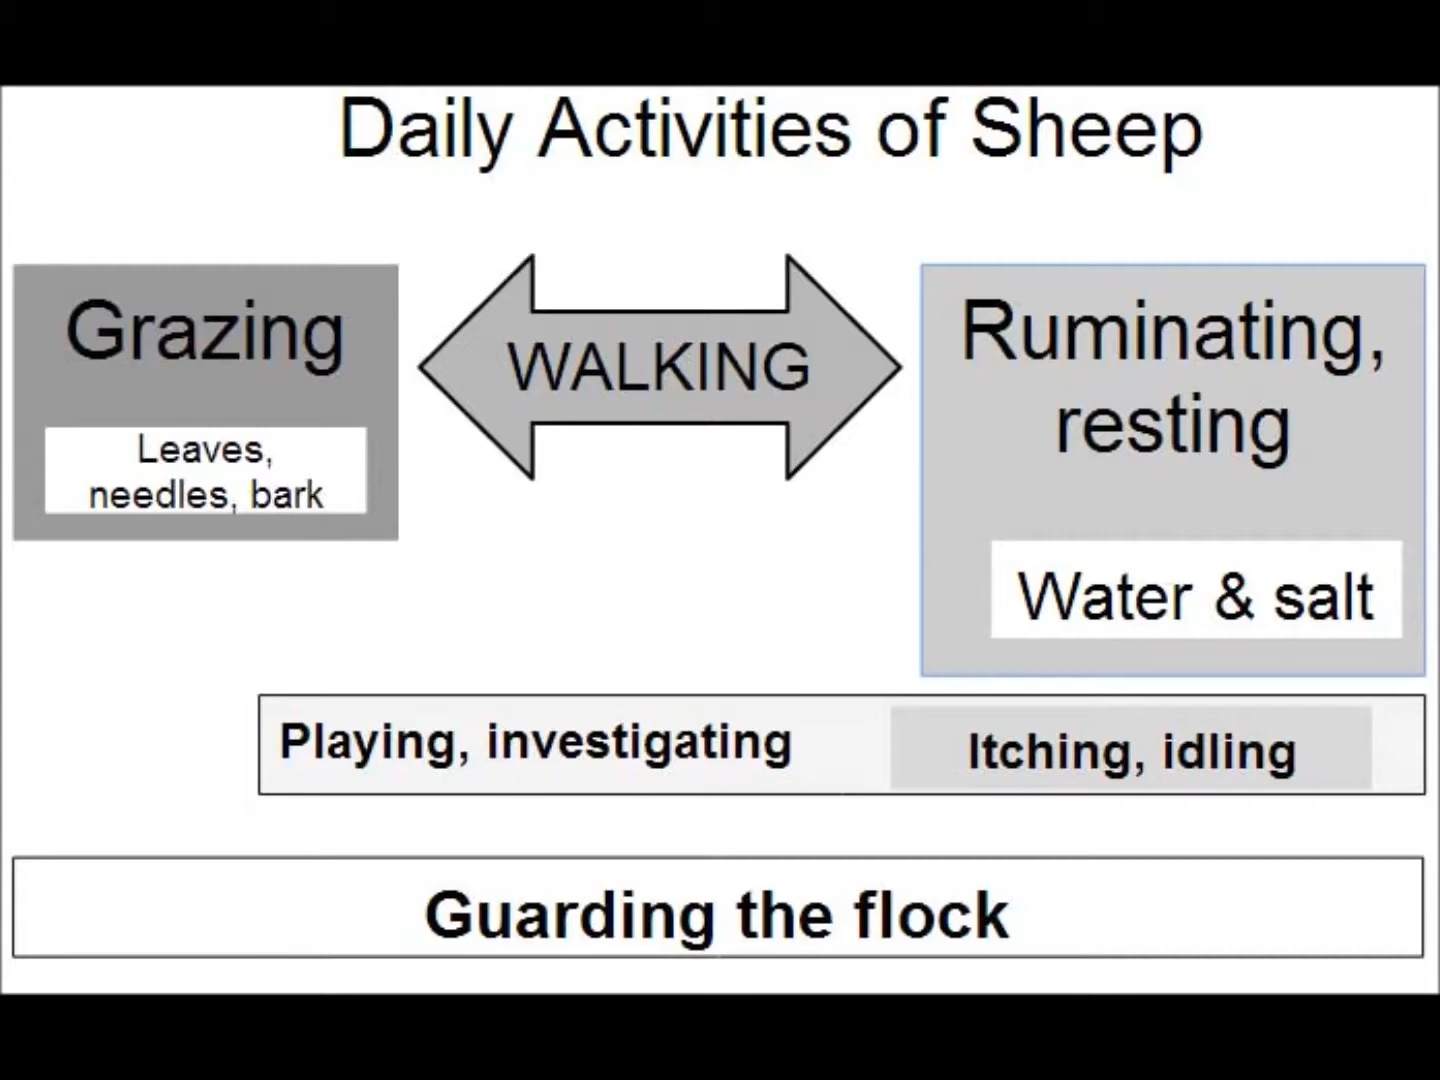 Daily Activities of Sheep
Grazing
Leaves,
needles, bark
WALKING
Ruminating,
resting
Water & salt
Playing, investigating
Itching, idling
Guarding the flock